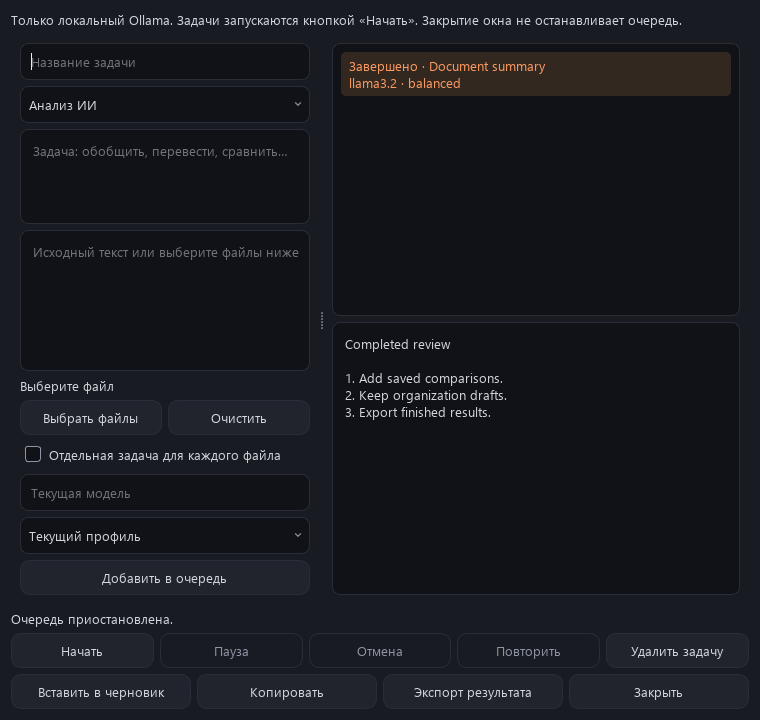 Только локальный Ollama. Задачи запускаются кнопкой «Начать». Закрытие окна не останавливает очередь.
Название задачи
Анализ ИИ
Задача: обобщить, перевести, сравнить...
Исходный текст или выберите файлы ниже
Выберите файл
Выбрать файлы
Очистить
Отдельная задача для каждого файла
Текущая модель
Текущий профиль
Добавить в очередь
Завершено · Document summary
llama3.2 · balanced
Completed review
1. Add saved comparisons.
2. Keep organization drafts.
3. Export finished results.
Очередь приостановлена.
Начать
Пауза
Отмена
Повторить
Удалить задачу
Вставить в черновик
Копировать
Экспорт результата
Закрыть